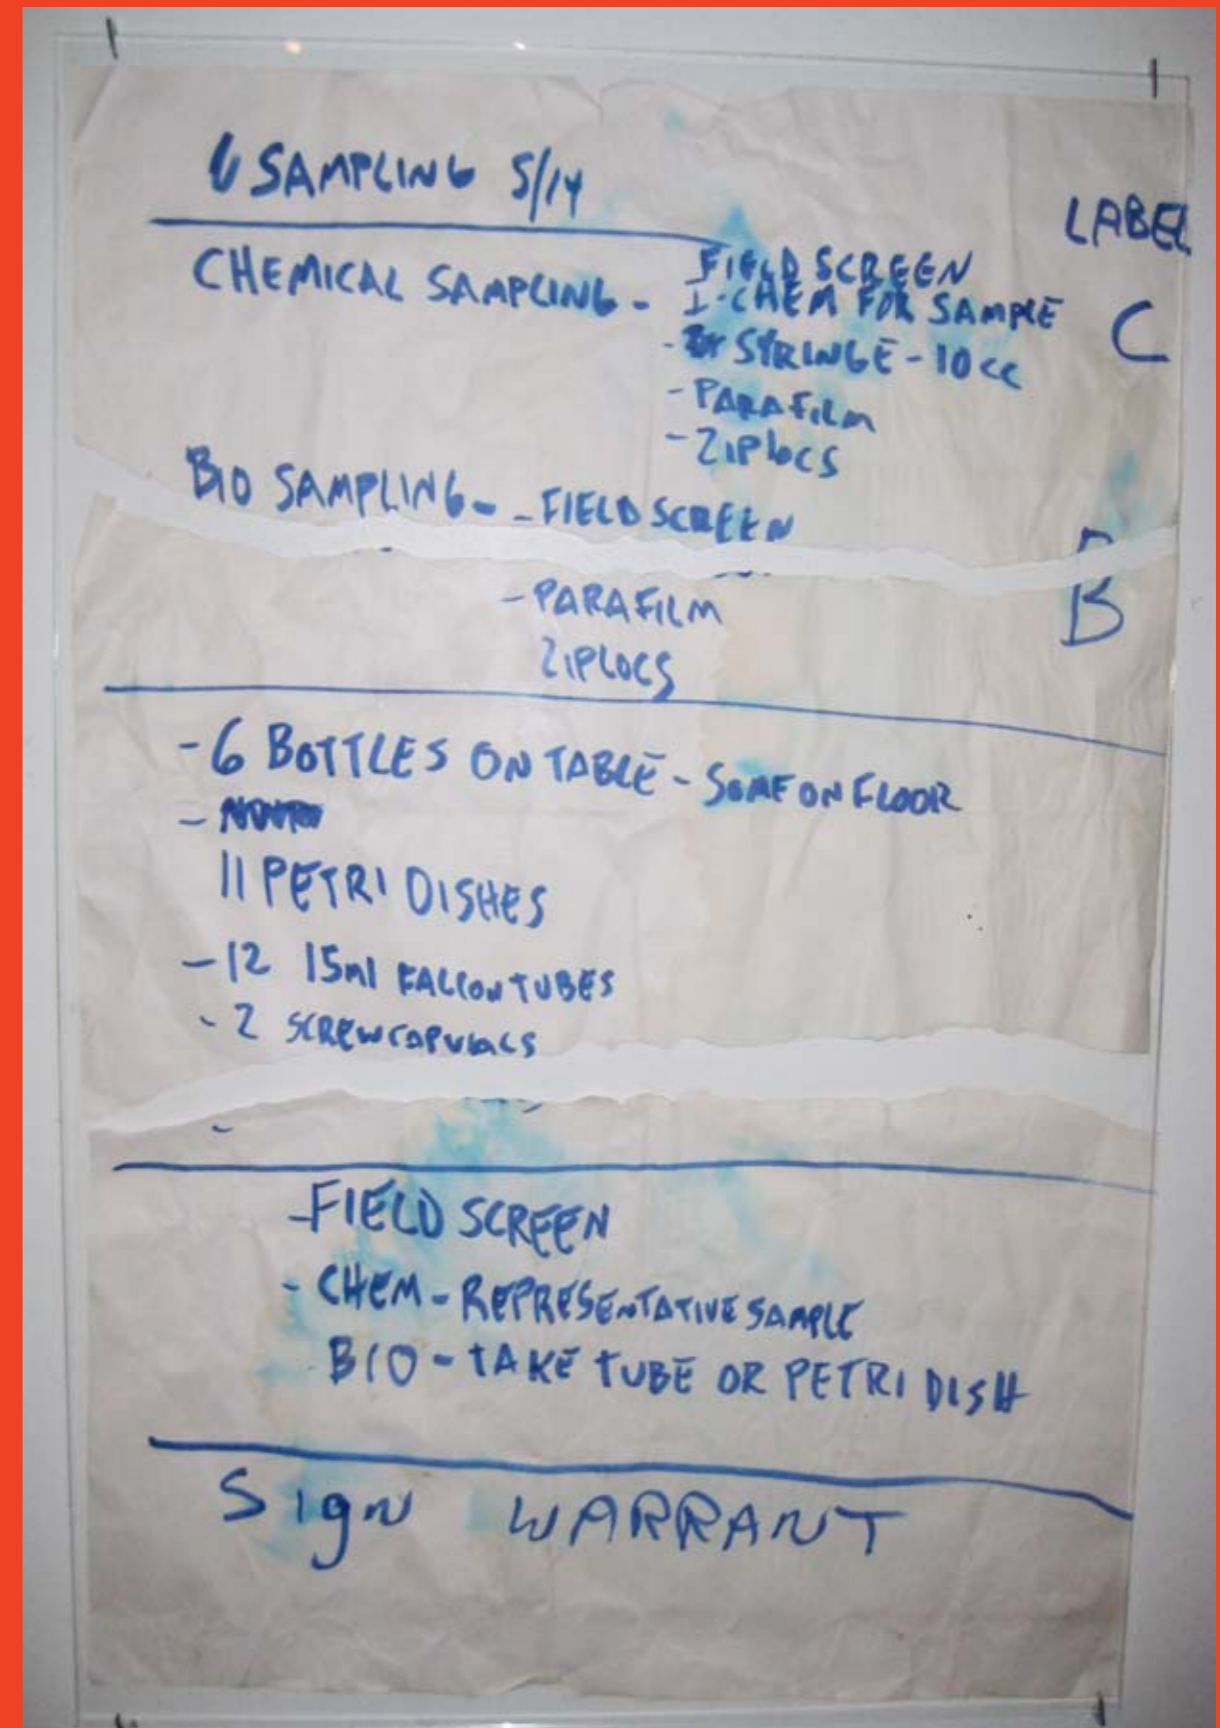 SAMPLING 5/14
LABEL
CHEMICAL SAMPLING - FIELD SCREEN
I-CHEM FOR SAMPLE
C
- SYRINGE - 10cc
- PARAFILM
- ZIPLOCS
BIO SAMPLING - - FIELD SCREEN
B
- PARAFILM
ZIPLOCS
- 6 BOTTLES ON TABLE - SOME ON FLOOR
-
11 PETRI DISHES
- 12 15ml FALCON TUBES
- 2 SCREWCAP
- FIELD SCREEN
- CHEM - REPRESENTATIVE SAMPLE
BIO - TAKE TUBE OR PETRI DISH
Sign WARRANT